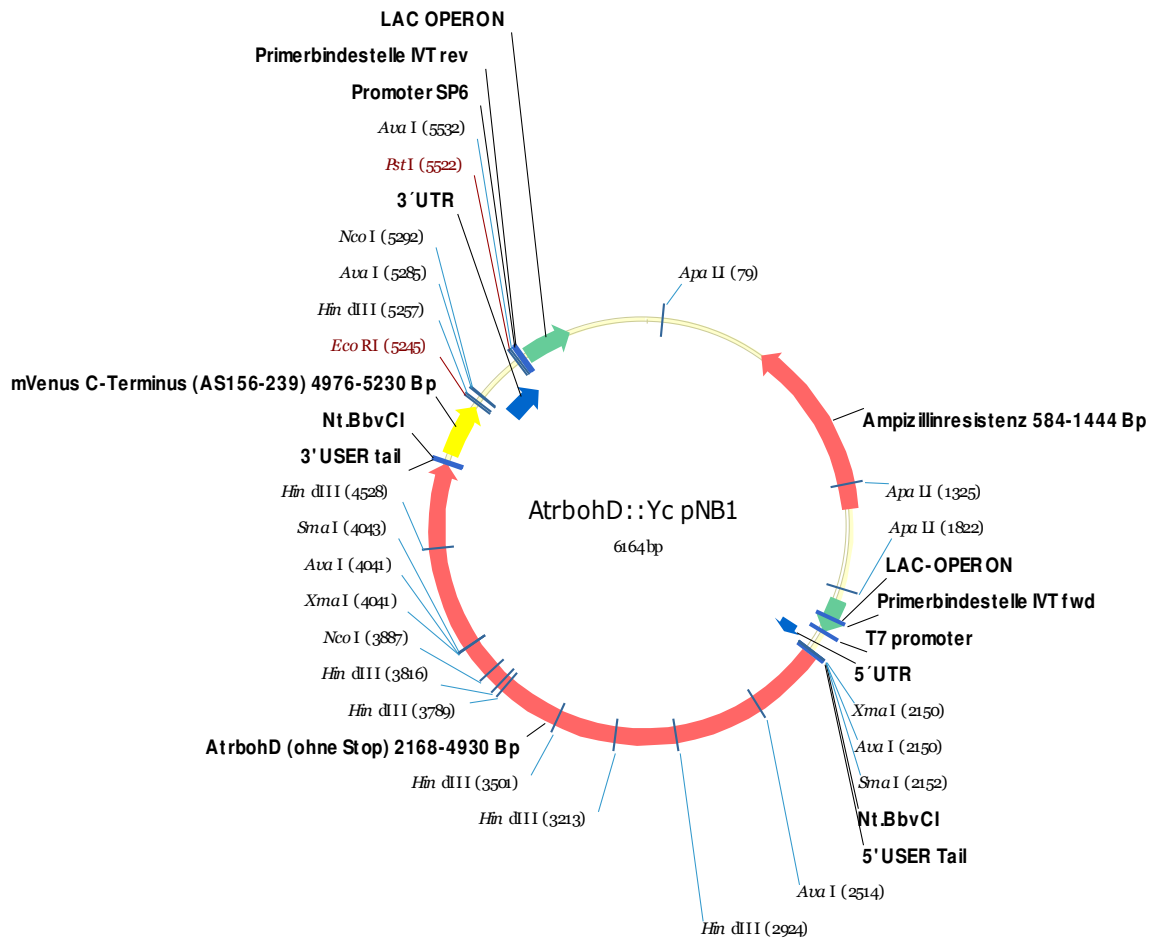 LAC OPERON
Primerbindestelle IVT rev
Promoter SP6
Ava I (5532)
Pst I (5522)
3´UTR
Nco I (5292)
Ava I (5285)
Hin dIII (5257)
Eco RI (5245)
mVenus C-Terminus (AS156-239) 4976-5230 Bp
Nt.BbvCI
3' USER tail
Hin dIII (4528)
Sma I (4043)
Ava I (4041)
Xma I (4041)
Nco I (3887)
Hin dIII (3816)
Hin dIII (3789)
AtrbohD (ohne Stop) 2168-4930 Bp
Hin dIII (3501)
Hin dIII (3213)
Apa LI (79)
Ampizillinresistenz 584-1444 Bp
Apa LI (1325)
Apa LI (1822)
LAC-OPERON
Primerbindestelle IVT fwd
T7 promoter
5´UTR
Xma I (2150)
Ava I (2150)
Sma I (2152)
Nt.BbvCI
5' USER Tail
Ava I (2514)
Hin dIII (2924)
AtrbohD::Yc pNB1
6164 bp